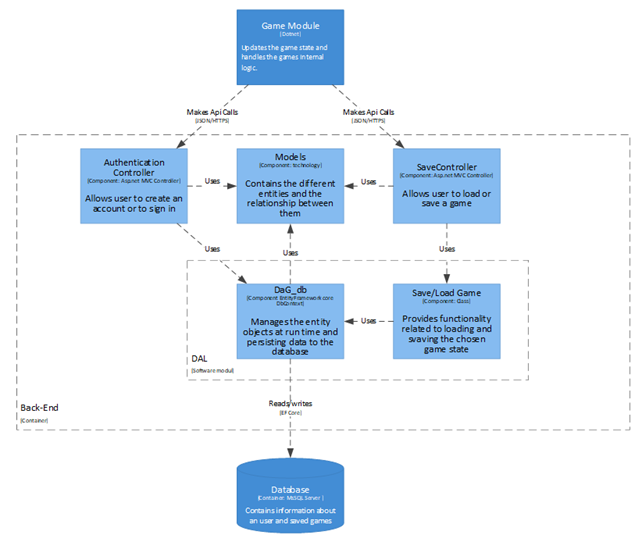 Game Module
[Dotnet]
Updates the game state and
handles the games internal
logic.
Makes Api Calls
[JSON/HTTPS]
Makes Api Calls
[JSON/HTTPS]
Authentication
Controller
[Component: Asp.net MVC Controller]
Allows user to create an
account or to sign in
Uses
Models
[Component: technology]
Contains the different
entities and the
relationship between
them
Uses
SaveController
[Component: Asp.net MVC Controller]
Allows user to load or
save a game
Uses
Uses
Uses
DaG_db
[Component EntityFramework core
DbContext]
Manages the entity
objects at run time and
persisting data to the
database
Uses
Save/Load Game
[Component: Class]
Provides functionality
related to loading and
svaving the chosen
game state
DAL
[Software modul]
Reads/writes
[EF Core]
Back-End
[Container]
Database
[Container: MSSQL Server ]
Contains information about
an user and saved games